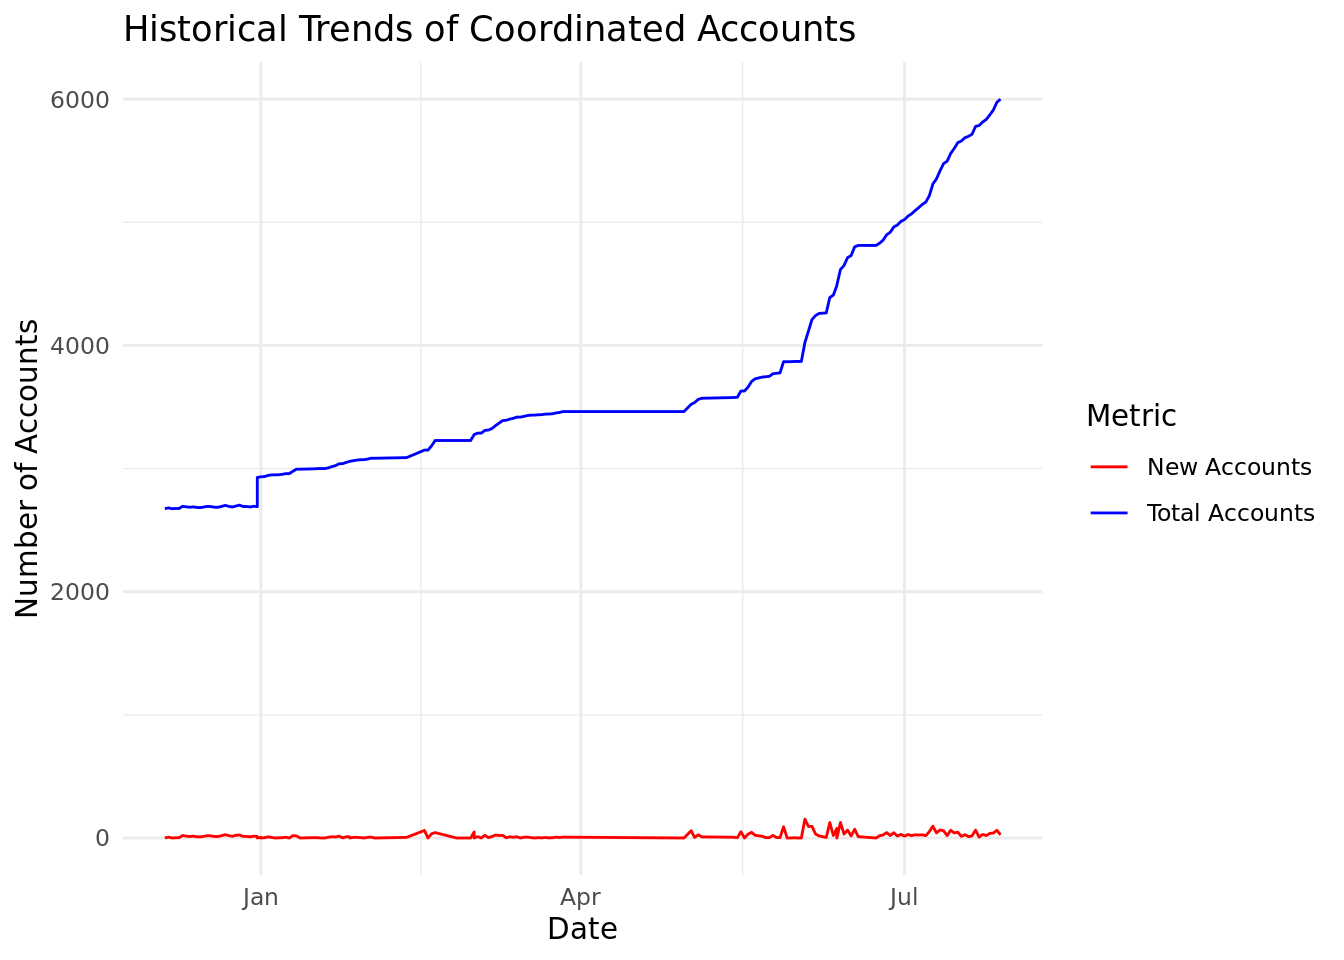 Historical Trends of Coordinated Accounts
6000
4000
2000
0
Number of Accounts
Jan
Apr
Jul
Date
Metric
New Accounts
Total Accounts